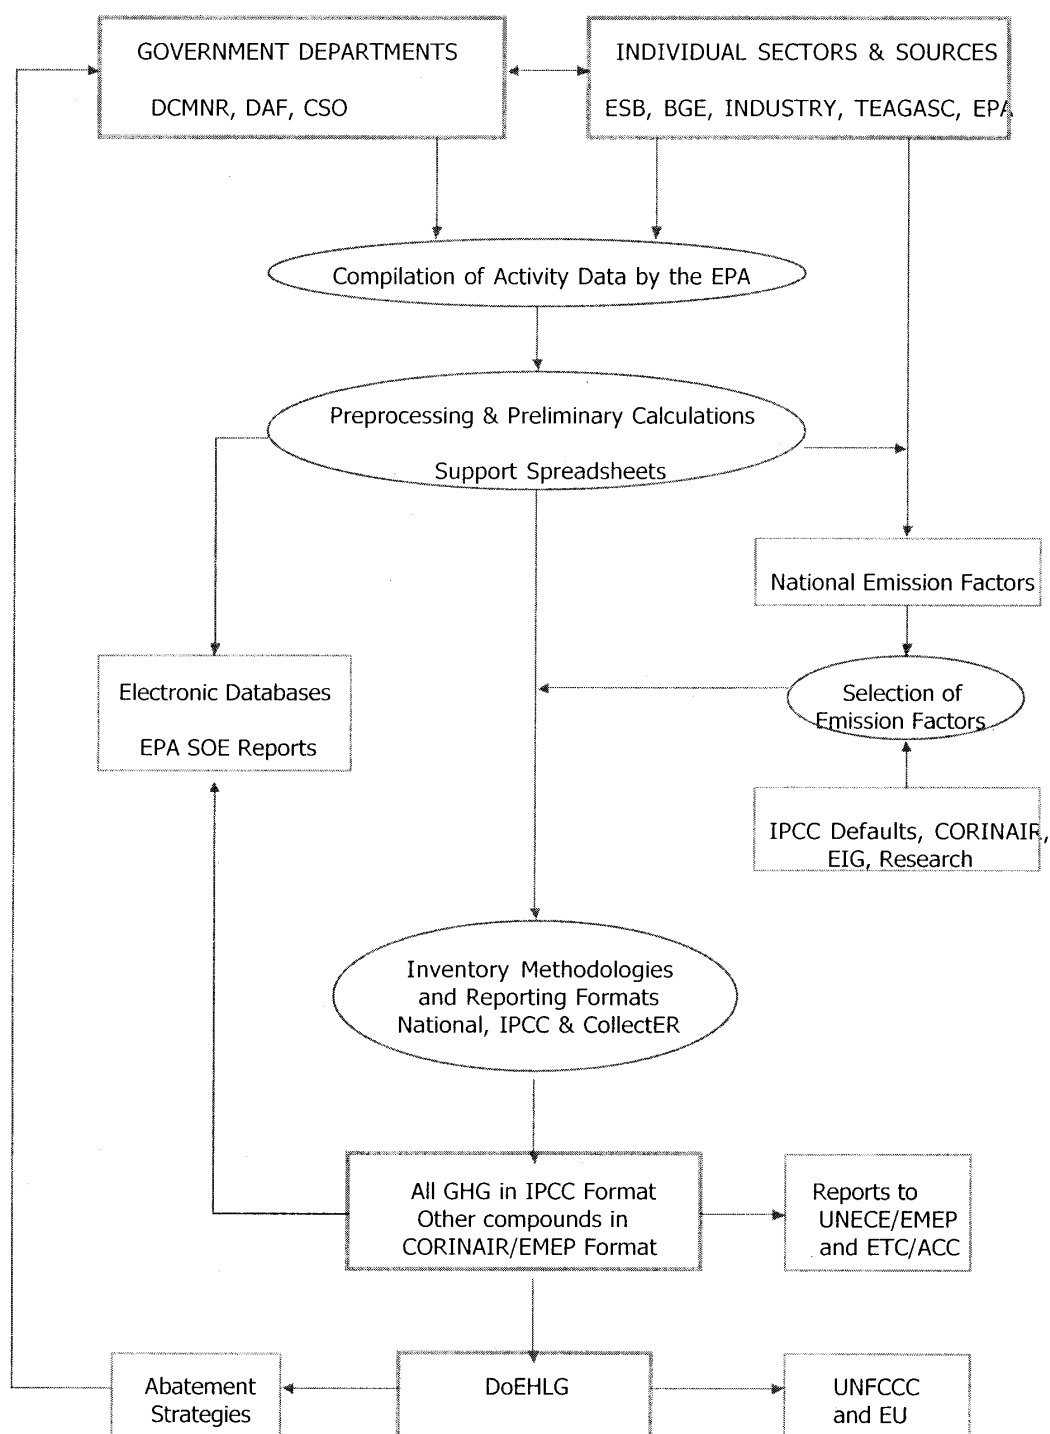 GOVERNMENT DEPARTMENTS
DCMNR, DAF, CSO
INDIVIDUAL SECTORS & SOURCES
ESB, BGE, INDUSTRY, TEAGASC, EPA
Compilation of Activity Data by the EPA
Preprocessing & Preliminary Calculations
Support Spreadsheets
National Emission Factors
Electronic Databases
EPA SOE Reports
Selection of
Emission Factors
IPCC Defaults, CORINAIR,
EIG, Research
Inventory Methodologies
and Reporting Formats
National, IPCC & CollectER
All GHG in IPCC Format
Other compounds in
CORINAIR/EMEP Format
Reports to
UNECE/EMEP
and ETC/ACC
Abatement
Strategies
DoEHLG
UNFCCC
and EU